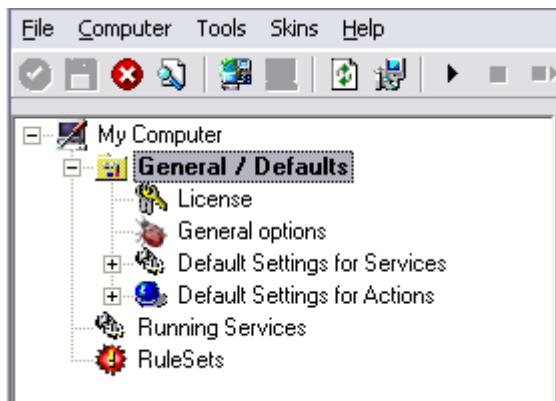 File Computer Tools Skins Help
My Computer
General / Defaults
License
General options
Default Settings for Services
Default Settings for Actions
Running Services
RuleSets